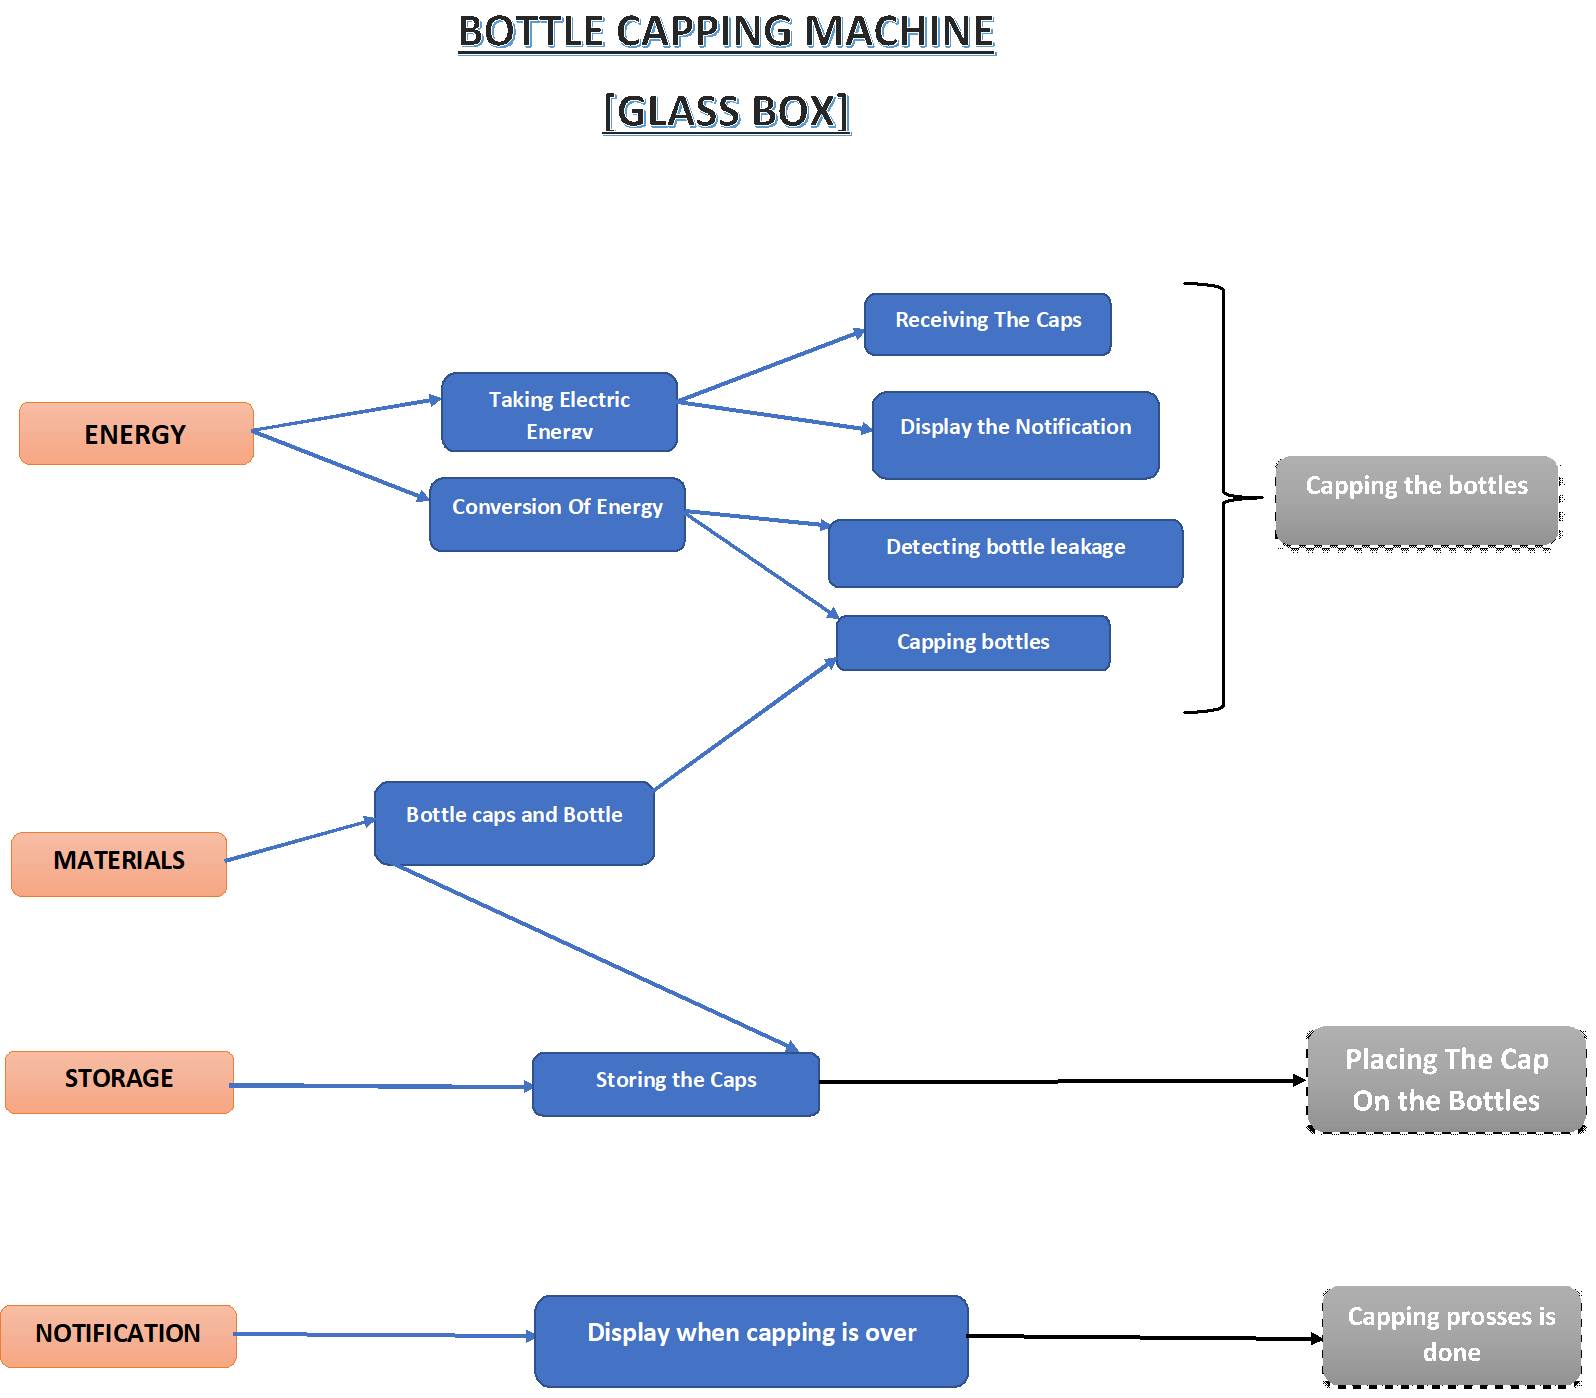 BOTTLE CAPPING MACHINE
[GLASS BOX]
Receiving The Caps
Taking Electric
Energy
ENERGY
Display the Notification
Conversion Of Energy
Capping the bottles
Detecting bottle leakage
Capping bottles
Bottle caps and Bottle
MATERIALS
STORAGE
Storing the Caps
Placing The Cap
On the Bottles
NOTIFICATION
Display when capping is over
Capping prosses is
done